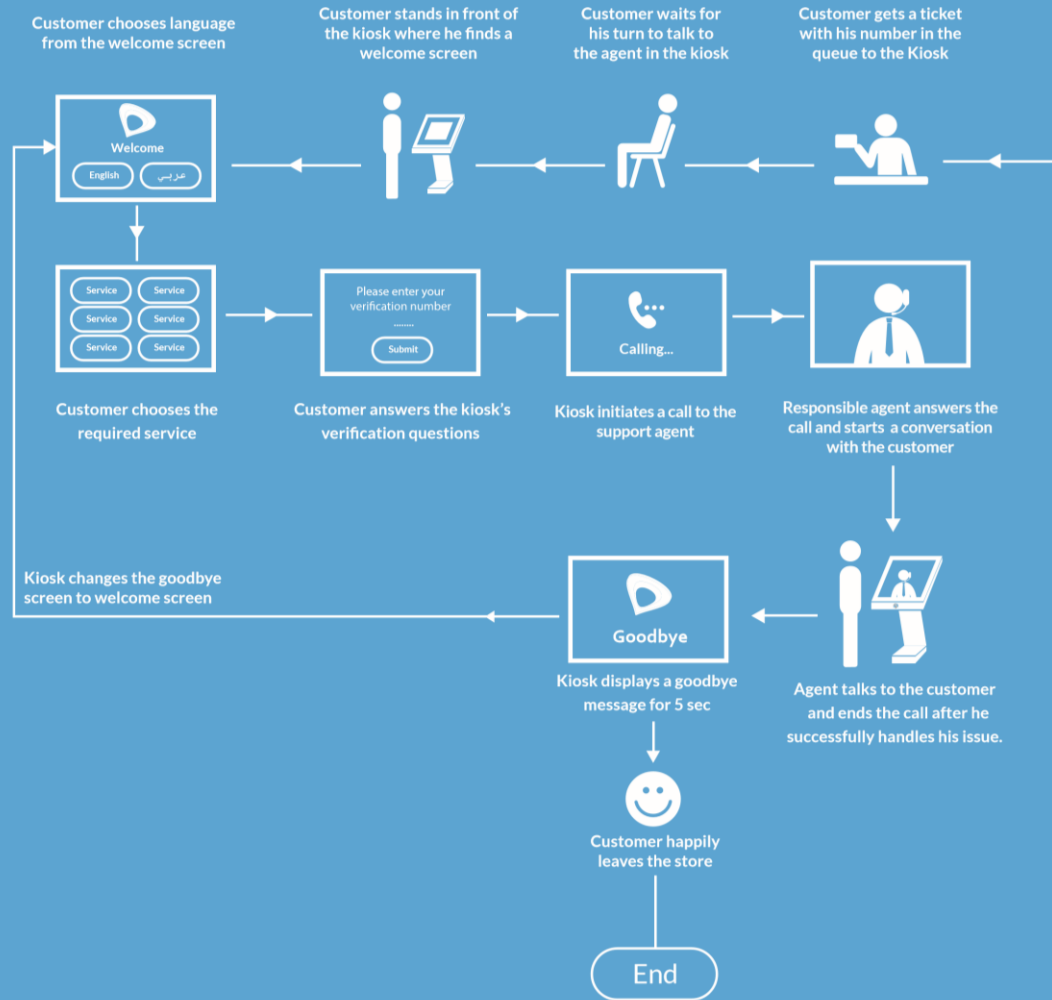 Customer chooses language
from the welcome screen
Customer stands in front of
the kiosk where he finds a
welcome screen
Customer waits for
his turn to talk to
the agent in the kiosk
Customer gets a ticket
with his number in the
queue to the Kiosk
Welcome
English
عربي
Service
Service
Service
Service
Service
Service
Please enter your
verification number
........
Submit
Calling...
Customer chooses the
required service
Customer answers the kiosk's
verification questions
Kiosk initiates a call to the
support agent
Responsible agent answers the
call and starts a conversation
with the customer
Kiosk changes the goodbye
screen to welcome screen
Goodbye
Kiosk displays a goodbye
message for 5 sec
Agent talks to the customer
and ends the call after he
successfully handles his issue.
Customer happily
leaves the store
End